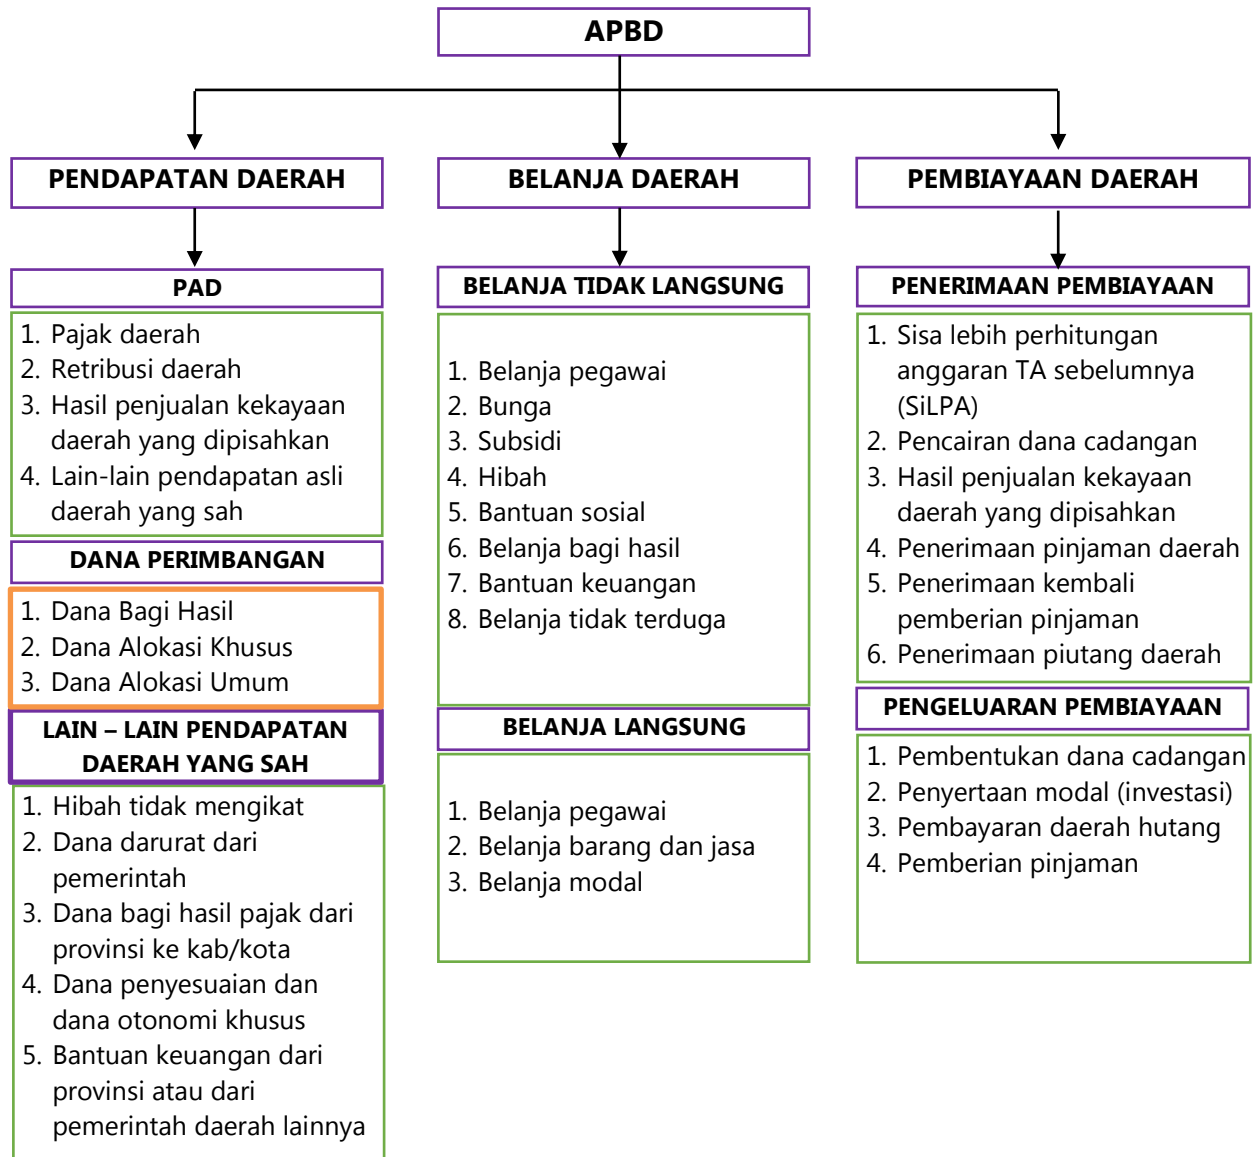 APBD
PENDAPATAN DAERAH
PAD
1. Pajak daerah
2. Retribusi daerah
3. Hasil penjualan kekayaan
daerah yang dipisahkan
4. Lain-lain pendapatan asli
daerah yang sah
DANA PERIMBANGAN
1. Dana Bagi Hasil
2. Dana Alokasi Khusus
3. Dana Alokasi Umum
LAIN – LAIN PENDAPATAN
DAERAH YANG SAH
1. Hibah tidak mengikat
2. Dana darurat dari
pemerintah
3. Dana bagi hasil pajak dari
provinsi ke kab/kota
4. Dana penyesuaian dan
dana otonomi khusus
5. Bantuan keuangan dari
provinsi atau dari
pemerintah daerah lainnya
BELANJA DAERAH
BELANJA TIDAK LANGSUNG
1. Belanja pegawai
2. Bunga
3. Subsidi
4. Hibah
5. Bantuan sosial
6. Belanja bagi hasil
7. Bantuan keuangan
8. Belanja tidak terduga
BELANJA LANGSUNG
1. Belanja pegawai
2. Belanja barang dan jasa
3. Belanja modal
PEMBIAYAAN DAERAH
PENERIMAAN PEMBIAYAAN
1. Sisa lebih perhitungan
anggaran TA sebelumnya
(SiLPA)
2. Pencairan dana cadangan
3. Hasil penjualan kekayaan
daerah yang dipisahkan
4. Penerimaan pinjaman daerah
5. Penerimaan kembali
pemberian pinjaman
6. Penerimaan piutang daerah
PENGELUARAN PEMBIAYAAN
1. Pembentukan dana cadangan
2. Penyertaan modal (investasi)
3. Pembayaran daerah hutang
4. Pemberian pinjaman